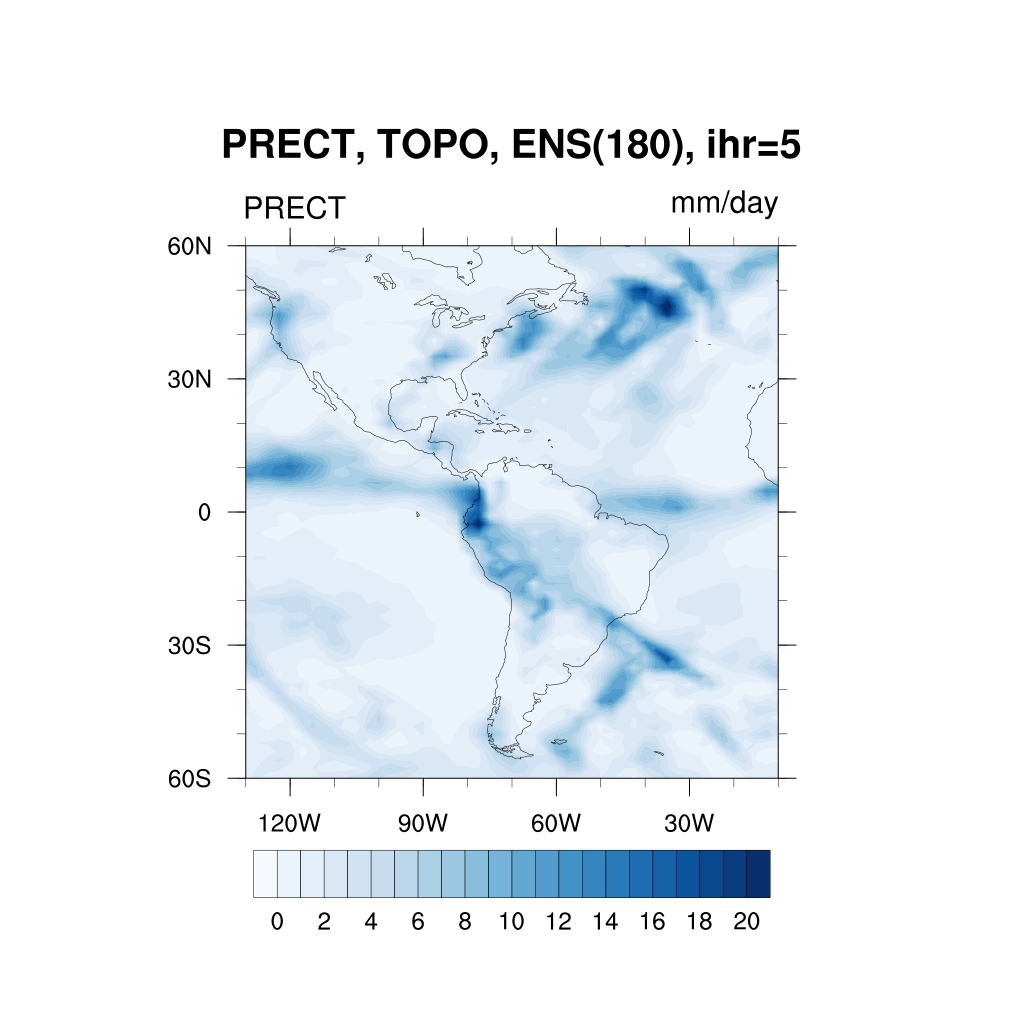 PRECT, TOPO, ENS(180), ihr=5
PRECT mm/day
60N
30N
0
30S
60S
120W 90W 60W 30W
0 2 4 6 8 10 12 14 16 18 20